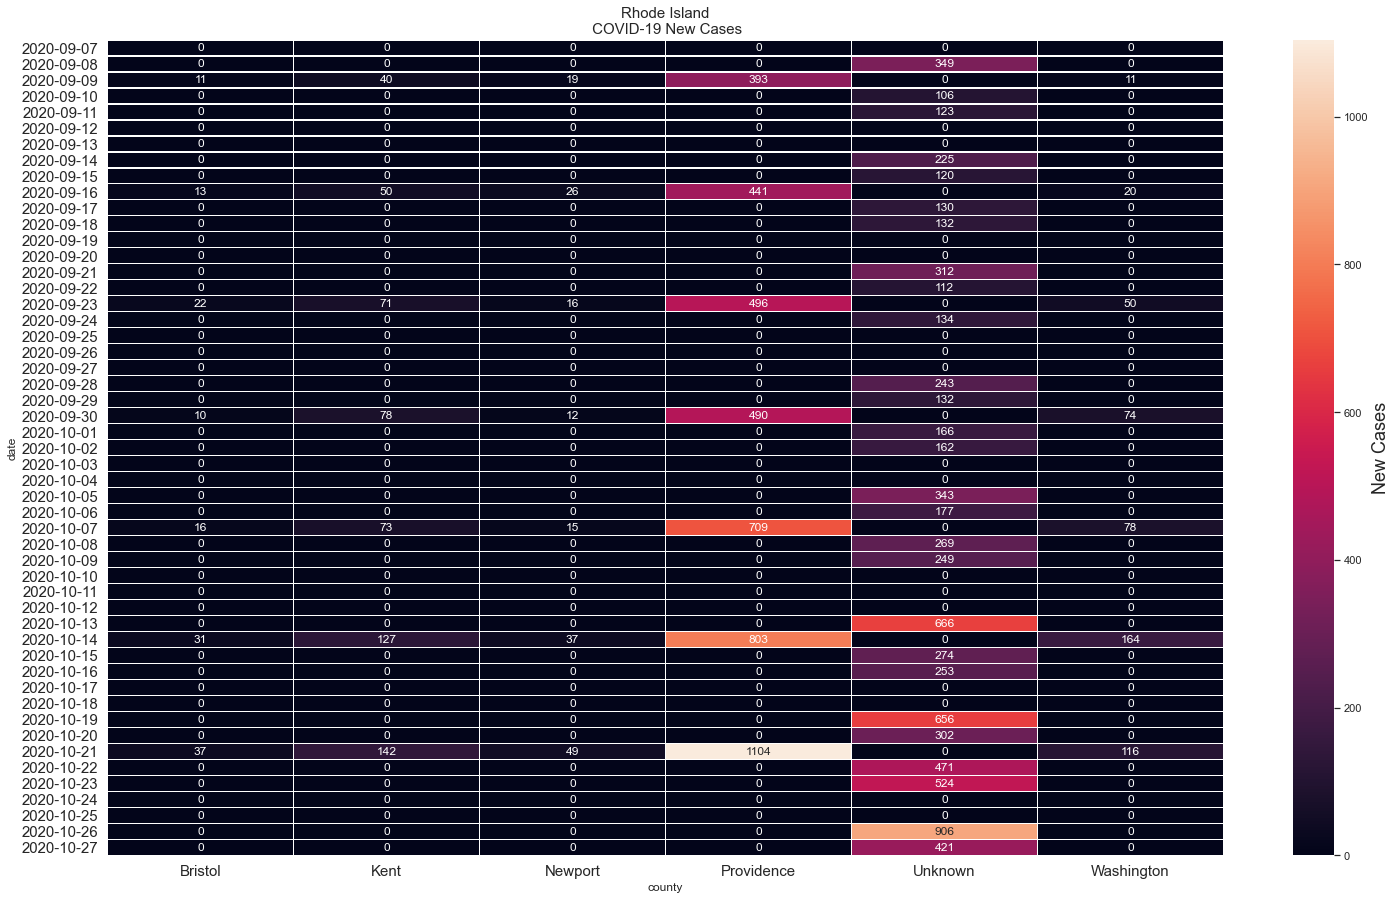 Rhode Island
COVID-19 New Cases
2020-09-07 0 0 0 0 0 0
2020-09-08 0 0 0 0 349 0
2020-09-09 11 40 19 393 0 11
2020-09-10 0 0 0 0 106 0
2020-09-11 0 0 0 0 123 0
2020-09-12 0 0 0 0 0 0
2020-09-13 0 0 0 0 0 0
2020-09-14 0 0 0 0 225 0
2020-09-15 0 0 0 0 120 0
2020-09-16 13 50 26 441 0 20
2020-09-17 0 0 0 0 130 0
2020-09-18 0 0 0 0 132 0
2020-09-19 0 0 0 0 0 0
2020-09-20 0 0 0 0 0 0
2020-09-21 0 0 0 0 312 0
2020-09-22 0 0 0 0 112 0
2020-09-23 22 71 16 496 0 50
2020-09-24 0 0 0 0 134 0
2020-09-25 0 0 0 0 0 0
2020-09-26 0 0 0 0 0 0
2020-09-27 0 0 0 0 0 0
2020-09-28 0 0 0 0 243 0
2020-09-29 0 0 0 0 132 0
2020-09-30 10 78 12 490 0 74
2020-10-01 0 0 0 0 166 0
2020-10-02 0 0 0 0 162 0
2020-10-03 0 0 0 0 0 0
2020-10-04 0 0 0 0 0 0
2020-10-05 0 0 0 0 343 0
2020-10-06 0 0 0 0 177 0
2020-10-07 16 73 15 709 0 78
2020-10-08 0 0 0 0 269 0
2020-10-09 0 0 0 0 249 0
2020-10-10 0 0 0 0 0 0
2020-10-11 0 0 0 0 0 0
2020-10-12 0 0 0 0 0 0
2020-10-13 0 0 0 0 666 0
2020-10-14 31 127 37 803 0 164
2020-10-15 0 0 0 0 274 0
2020-10-16 0 0 0 0 253 0
2020-10-17 0 0 0 0 0 0
2020-10-18 0 0 0 0 0 0
2020-10-19 0 0 0 0 656 0
2020-10-20 0 0 0 0 302 0
2020-10-21 37 142 49 1104 0 116
2020-10-22 0 0 0 0 471 0
2020-10-23 0 0 0 0 524 0
2020-10-24 0 0 0 0 0 0
2020-10-25 0 0 0 0 0 0
2020-10-26 0 0 0 0 906 0
2020-10-27 0 0 0 0 421 0
Bristol Kent Newport Providence Unknown Washington
county
date
1000
800
600
400
200
0
New Cases